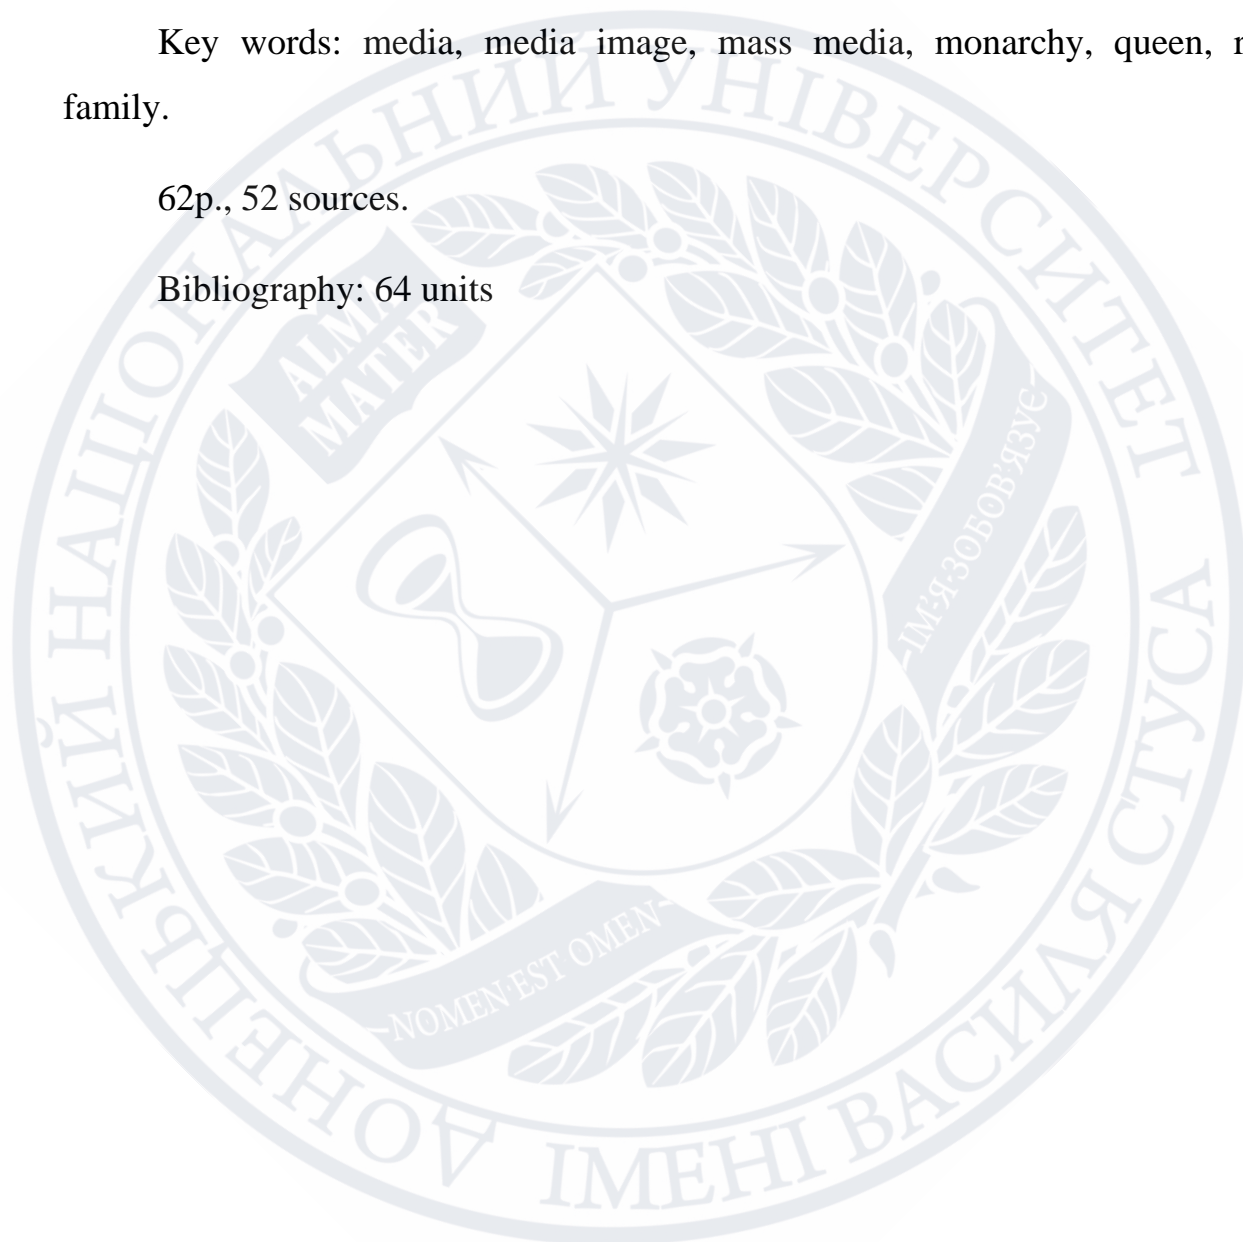 Key words: media, media image, mass media, monarchy, queen,
family.
62p., 52 sources.
Bibliography: 64 units
ДОНЕЦЬКИЙ НАЦІОНАЛЬНИЙ УНІВЕРСИТЕТ ІМЕНІ ВАСИЛЯ СТУСА
ALMA
MATER
ІМ'Я ЗОБОВ'ЯЗУЄ
NOMEN EST OMEN